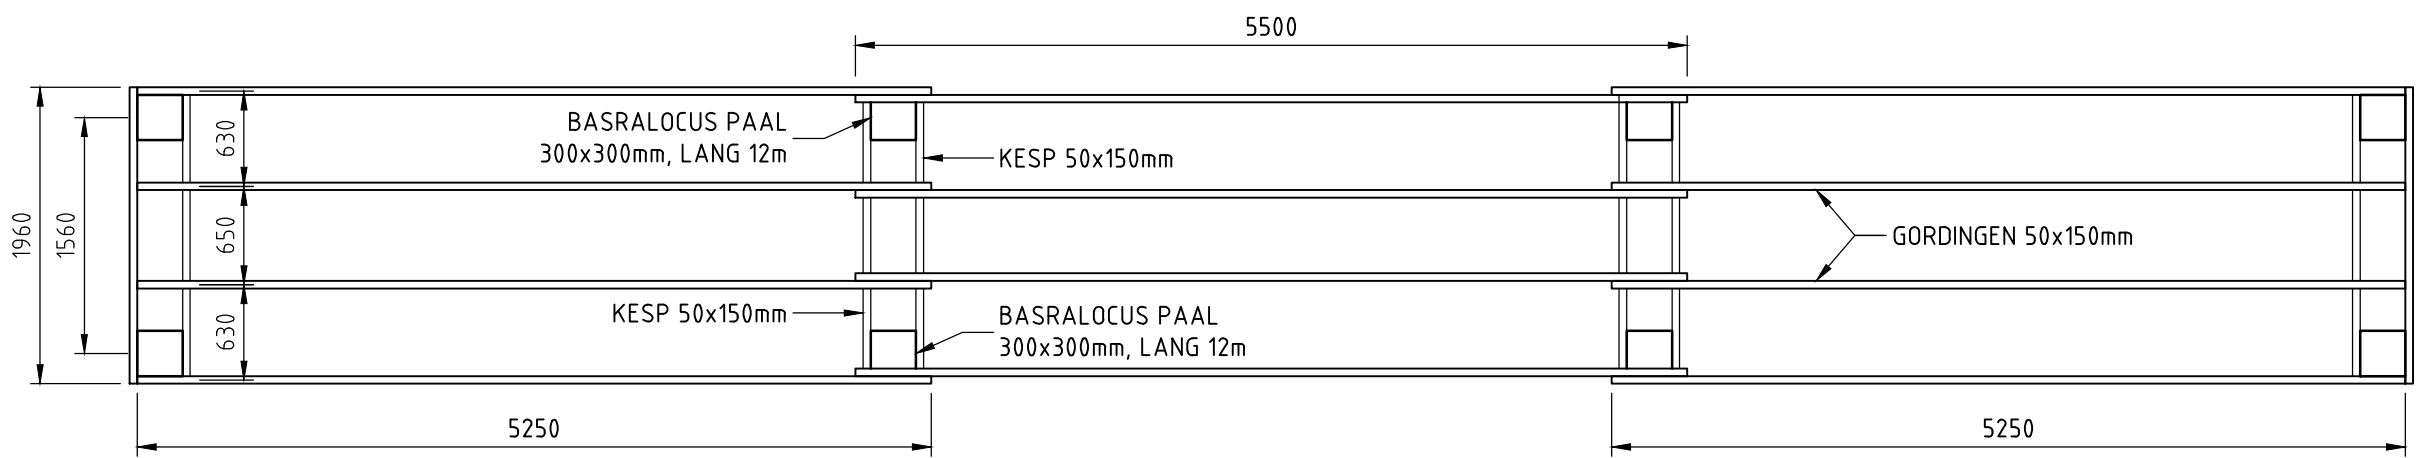 5500
BASRALOCUS PAAL
300x300mm, LANG 12m
KESP 50x150mm
630
1960
1560
650
GORDINGEN 50x150mm
630
KESP 50x150mm
BASRALOCUS PAAL
300x300mm, LANG 12m
5250
5250